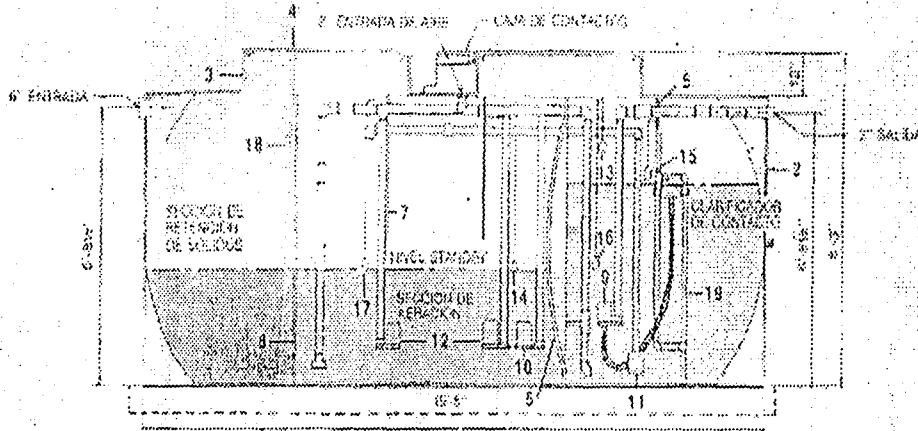 4
2" ENTRADA DE AIRE
CAJA DE CONTACTO
3
6" ENTRADA
18
6
2" SALIDA
15
13
2
SECCION DE
RETENCION
DE SOLIDOS
7
CLARIFICADOR
DE CONTACTO
16
NIVEL STANDBY
9
17
SECCION DE
AERACION
14
19
8
12
10
5
11